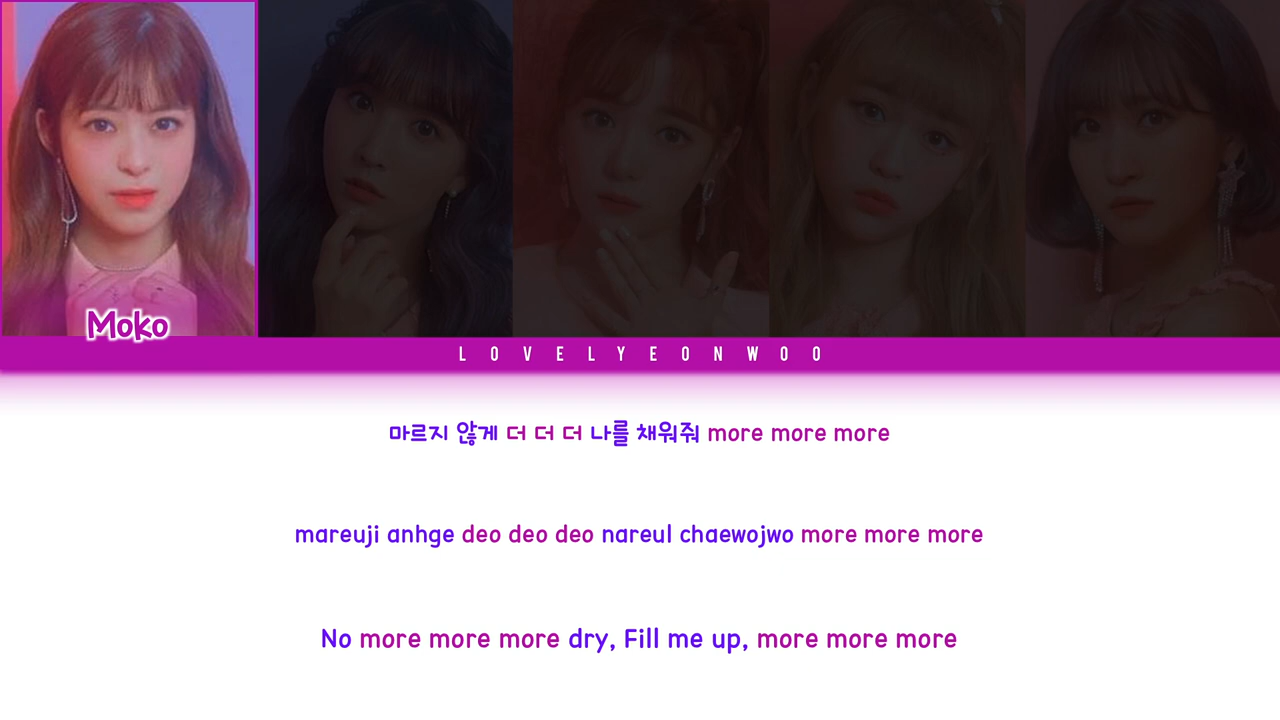 Moko
LOVELYEONWOO
마르지 않게 더 더 더 나를 채워줘 more more more
mareuji anhge deo deo deo nareul chaewojwo more more more
No more more more dry, Fill me up, more more more